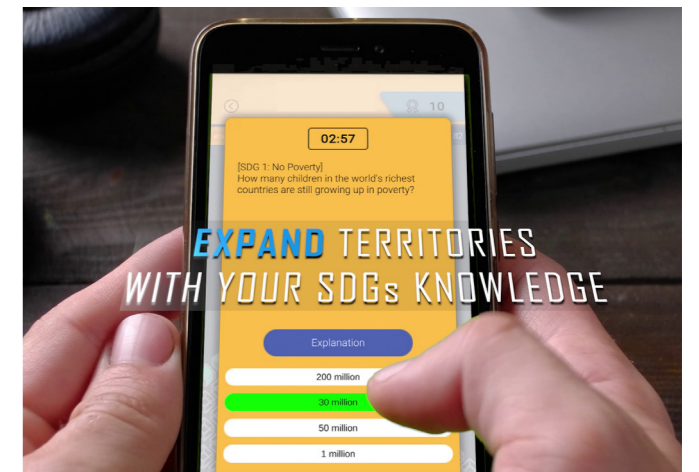 10
02:57
[SDG 1: No Poverty]
How many children in the world's richest
countries are still growing up in poverty?
EXPAND TERRITORIES
WITH YOUR SDGs KNOWLEDGE
Explanation
200 million
30 million
50 million
1 million